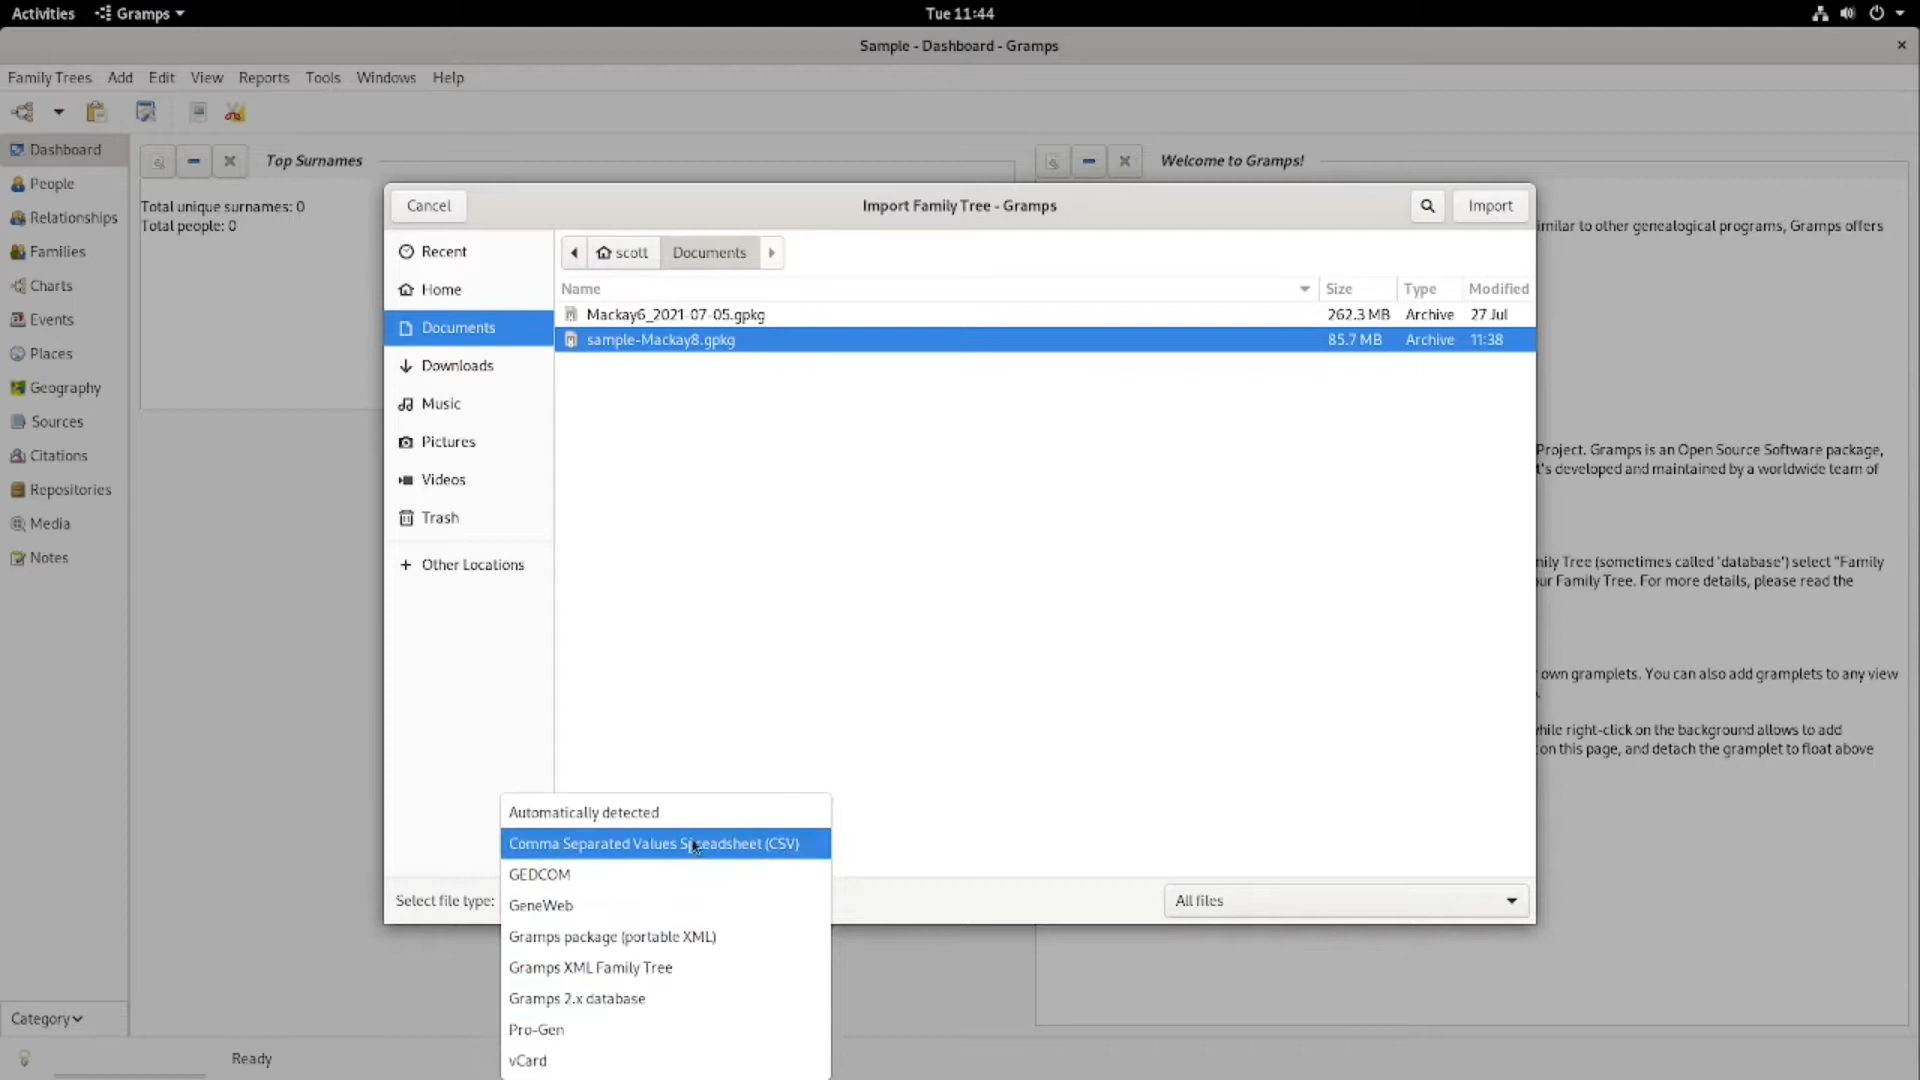 Activities Gramps Tue 11:44
Sample - Dashboard - Gramps
Family Trees Add Edit View Reports Tools Windows Help
Dashboard
People
Relationships
Families
Charts
Events
Places
Geography
Sources
Citations
Repositories
Media
Notes
Category
Ready
Top Surnames
Total unique surnames: 0
Total people: 0
Welcome to Gramps!
similar to other genealogical programs, Gramps offers
Project. Gramps is an Open Source Software package,
t's developed and maintained by a worldwide team of
mily Tree (sometimes called 'database') select "Family
our Family Tree. For more details, please read the
own gramplets. You can also add gramplets to any view
while right-click on the background allows to add
on this page, and detach the gramplet to float above
Cancel Import Family Tree - Gramps Import
Recent
Home
Documents
Downloads
Music
Pictures
Videos
Trash
+ Other Locations
scott Documents
Name Size Type Modified
Mackay6_2021-07-05.gpkg 262.3 MB Archive 27 Jul
sample-Mackay8.gpkg 85.7 MB Archive 11:38
Select file type:
All files
Automatically detected
Comma Separated Values Spreadsheet (CSV)
GEDCOM
GeneWeb
Gramps package (portable XML)
Gramps XML Family Tree
Gramps 2.x database
Pro-Gen
vCard